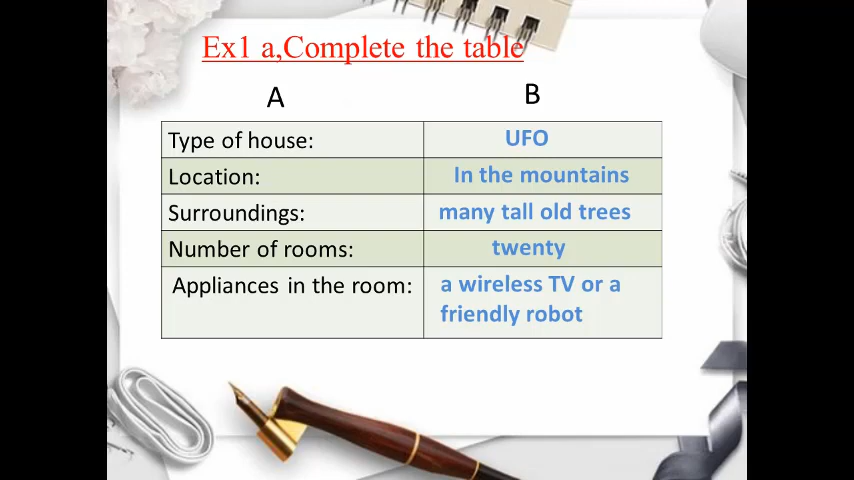 Ex1 a,Complete the table
A B
Type of house: UFO
Location: In the mountains
Surroundings: many tall old trees
Number of rooms: twenty
Appliances in the room: a wireless TV or a
friendly robot